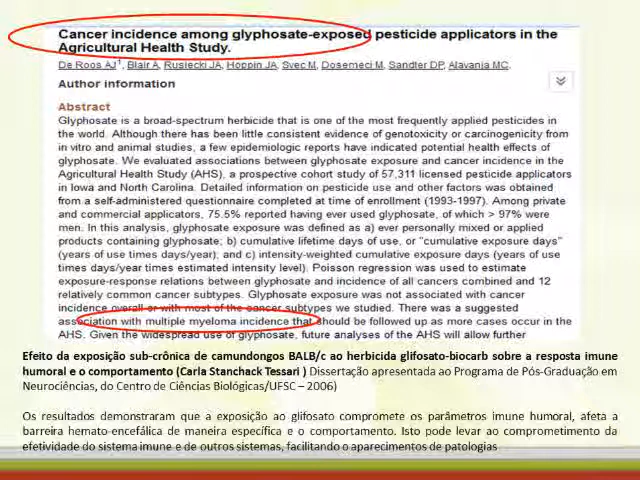 Cancer incidence among glyphosate-exposed pesticide applicators in the
Agricultural Health Study.
De Roos AJ1, Blair A, Rusiecki JA, Hoppin JA, Svec M, Dosemeci M, Sandler DP, Alavanja MC.
Author information
Abstract
Glyphosate is a broad-spectrum herbicide that is one of the most frequently applied pesticides in
the world. Although there has been little consistent evidence of genotoxicity or carcinogenicity from
in vitro and animal studies, a few epidemiologic reports have indicated potential health effects of
glyphosate. We evaluated associations between glyphosate exposure and cancer incidence in the
Agricultural Health Study (AHS), a prospective cohort study of 57,311 licensed pesticide applicators
in Iowa and North Carolina. Detailed information on pesticide use and other factors was obtained
from a self-administered questionnaire completed at time of enrollment (1993-1997). Among private
and commercial applicators, 75.5% reported having ever used glyphosate, of which > 97% were
men. In this analysis, glyphosate exposure was defined as a) ever personally mixed or applied
products containing glyphosate; b) cumulative lifetime days of use, or "cumulative exposure days"
(years of use times days/year); and c) intensity-weighted cumulative exposure days (years of use
times days/year times estimated intensity level). Poisson regression was used to estimate
exposure-response relations between glyphosate and incidence of all cancers combined and 12
relatively common cancer subtypes. Glyphosate exposure was not associated with cancer
incidence overall or with most of the cancer subtypes we studied. There was a suggested
association with multiple myeloma incidence that should be followed up as more cases occur in the
AHS. Given the widespread use of glyphosate, future analyses of the AHS will allow further
Efeito da exposição sub-crônica de camundongos BALB/c ao herbicida glifosato-biocarb sobre a resposta imune
humoral e o comportamento (Carla Stanchack Tessari ) Dissertação apresentada ao Programa de Pós-Graduação em
Neurociências, do Centro de Ciências Biológicas/UFSC – 2006)
Os resultados demonstraram que a exposição ao glifosato compromete os parâmetros imune humoral, afeta a
barreira hemato-encefálica de maneira específica e o comportamento. Isto pode levar ao comprometimento da
efetividade do sistema imune e de outros sistemas, facilitando o aparecimentos de patologias